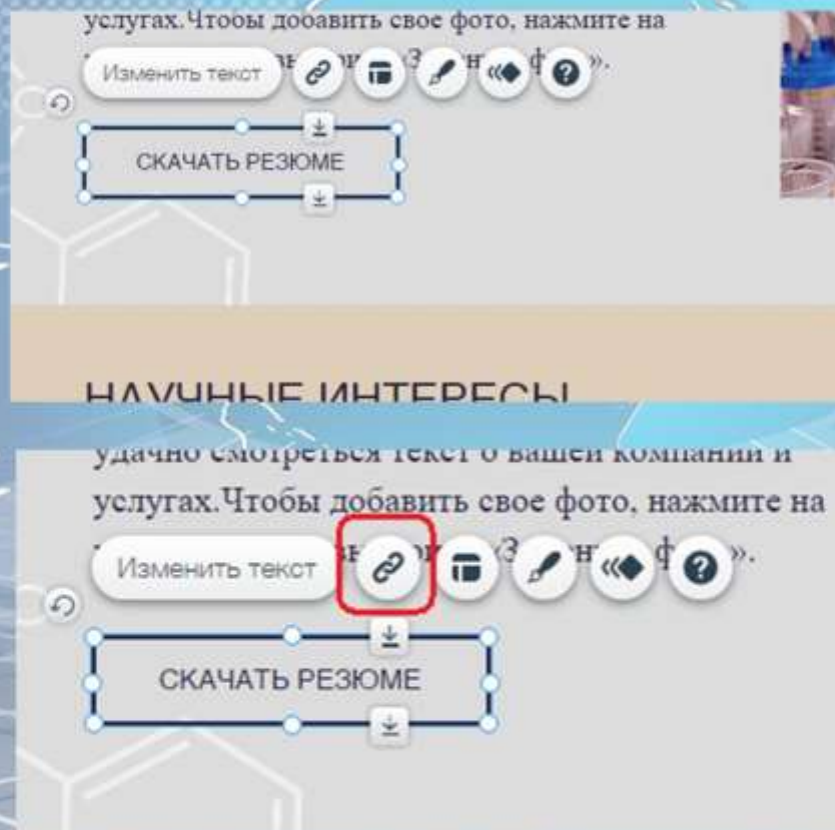 услугах.Чтобы добавить свое фото, нажмите на
Изменить текст
».
СКАЧАТЬ РЕЗЮМЕ
НАУЧНЫЕ ИНТЕРЕСЫ
удачно смотреться текст о вашей компании и
услугах.Чтобы добавить свое фото, нажмите на
Изменить текст
».
СКАЧАТЬ РЕЗЮМЕ